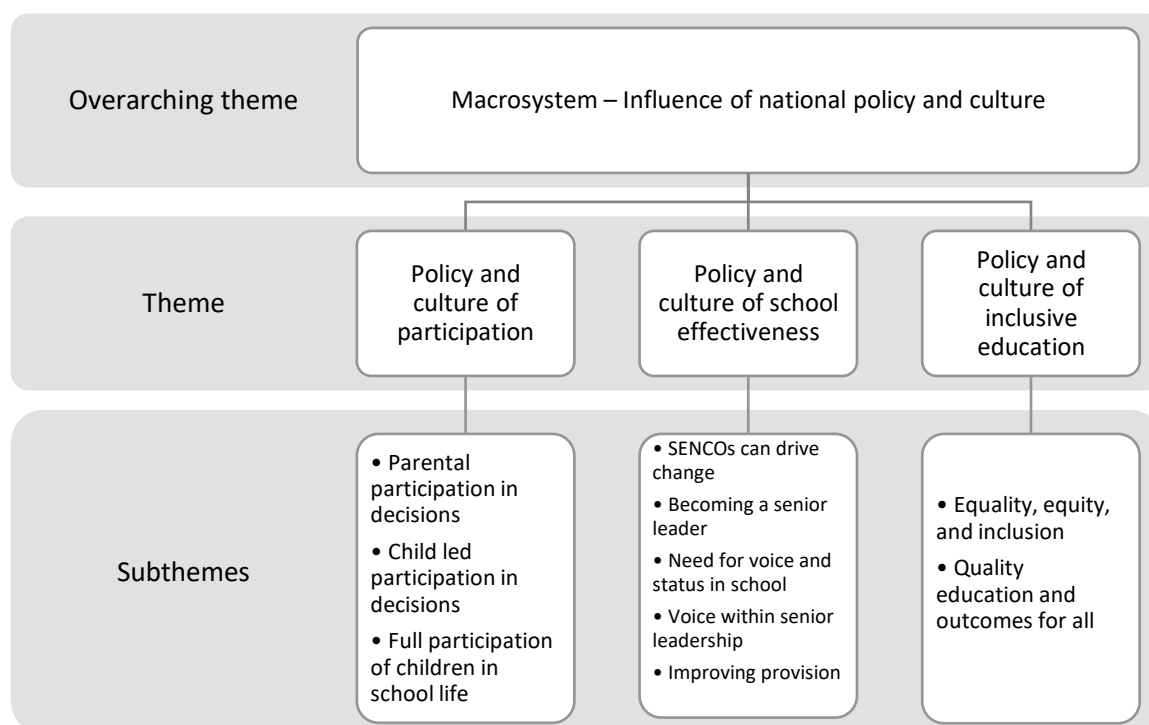 Overarching theme
Macrosystem – Influence of national policy and culture
Theme
Policy and
culture of
participation
Policy and
culture of school
effectiveness
Policy and
culture of
inclusive
education
Subthemes
• Parental
participation in
decisions
• Child led
participation in
decisions
• Full participation
of children in
school life
• SENCOs can drive
change
• Becoming a senior
leader
• Need for voice and
status in school
• Voice within senior
leadership
• Improving provision
• Equality, equity,
and inclusion
• Quality
education and
outcomes for all